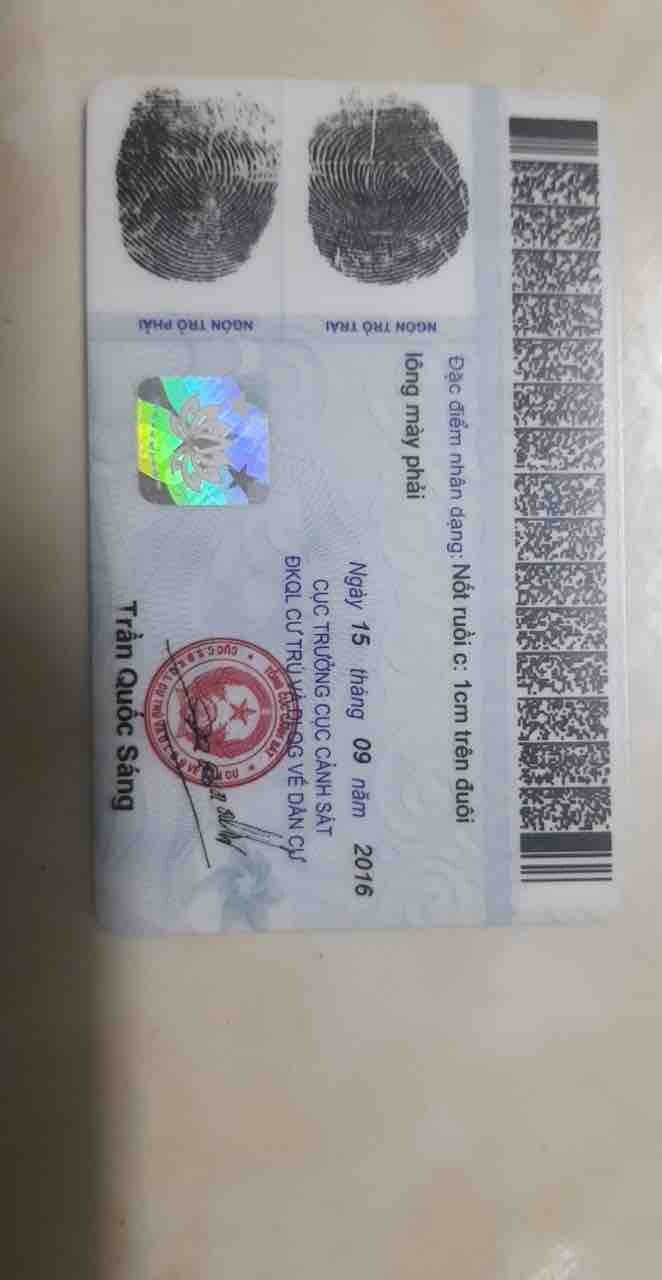 Đặc điểm nhân dạng: Nốt ruồi c: 1cm trên đuôi
lông mày phải
Ngày 15 tháng 09 năm 2016
CỤC TRƯỞNG CỤC CẢNH SÁT
ĐKQL CƯ TRÚ VÀ DLQG VỀ DÂN CƯ
Trần Quốc Sáng
NGÓN TRỎ TRÁI
NGÓN TRỎ PHẢI